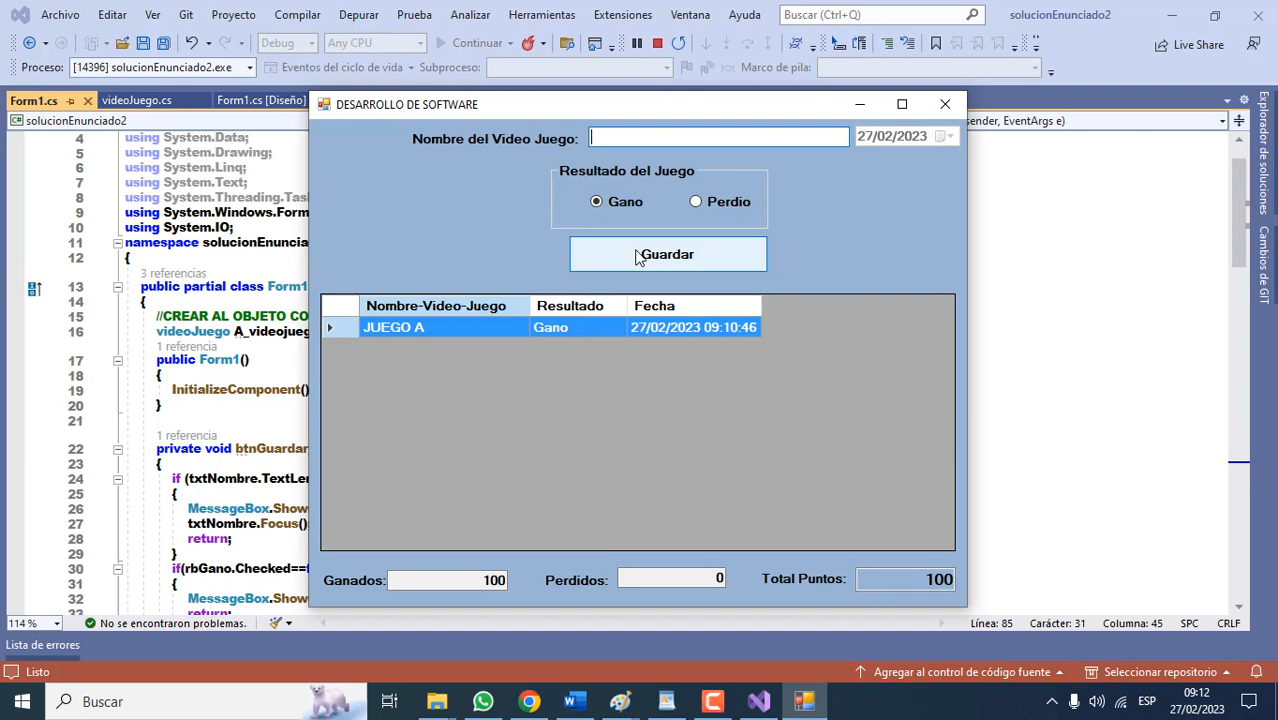 Archivo Editar Ver Git Proyecto Compilar Depurar Prueba Analizar Herramientas Extensiones Ventana Ayuda Buscar (Ctrl+Q) solucionEnunciado2
Debug Any CPU Continuar Live Share
Proceso: [14396] solucionEnunciado2.exe Eventos del ciclo de vida Subproceso: Marco de pila:
Form1.cs videoJuego.cs Form1.cs [Diseño]
solucionEnunciado2 sender, EventArgs e)
DESARROLLO DE SOFTWARE
Nombre del Video Juego: 27/02/2023
Resultado del Juego
Gano Perdio
Guardar
Nombre-Video-Juego Resultado Fecha
JUEGO A Gano 27/02/2023 09:10:46
Ganados: 100 Perdidos: 0 Total Puntos: 100
4 using System.Data;
5 using System.Drawing;
6 using System.Linq;
7 using System.Text;
8 using System.Threading.Tas
9 using System.Windows.Form
10 using System.IO;
11 namespace solucionEnuncia
12 {
3 referencias
13 public partial class Form1
14 {
15 //CREAR AL OBJETO CO
16 videoJuego A_videojueg
1 referencia
17 public Form1()
18 {
19 InitializeComponent()
20 }
21
1 referencia
22 private void btnGuardar
23 {
24 if (txtNombre.TextLen
25 {
26 MessageBox.Show
27 txtNombre.Focus()
28 return;
29 }
30 if(rbGano.Checked==f
31 {
32 MessageBox.Show
33 return;
Explorador de soluciones
Cambios de GIT
114 % No se encontraron problemas. Línea: 85 Carácter: 31 Columna: 45 SPC CRLF
Lista de errores
Listo Agregar al control de código fuente Seleccionar repositorio
Buscar ESP 09:12
27/02/2023